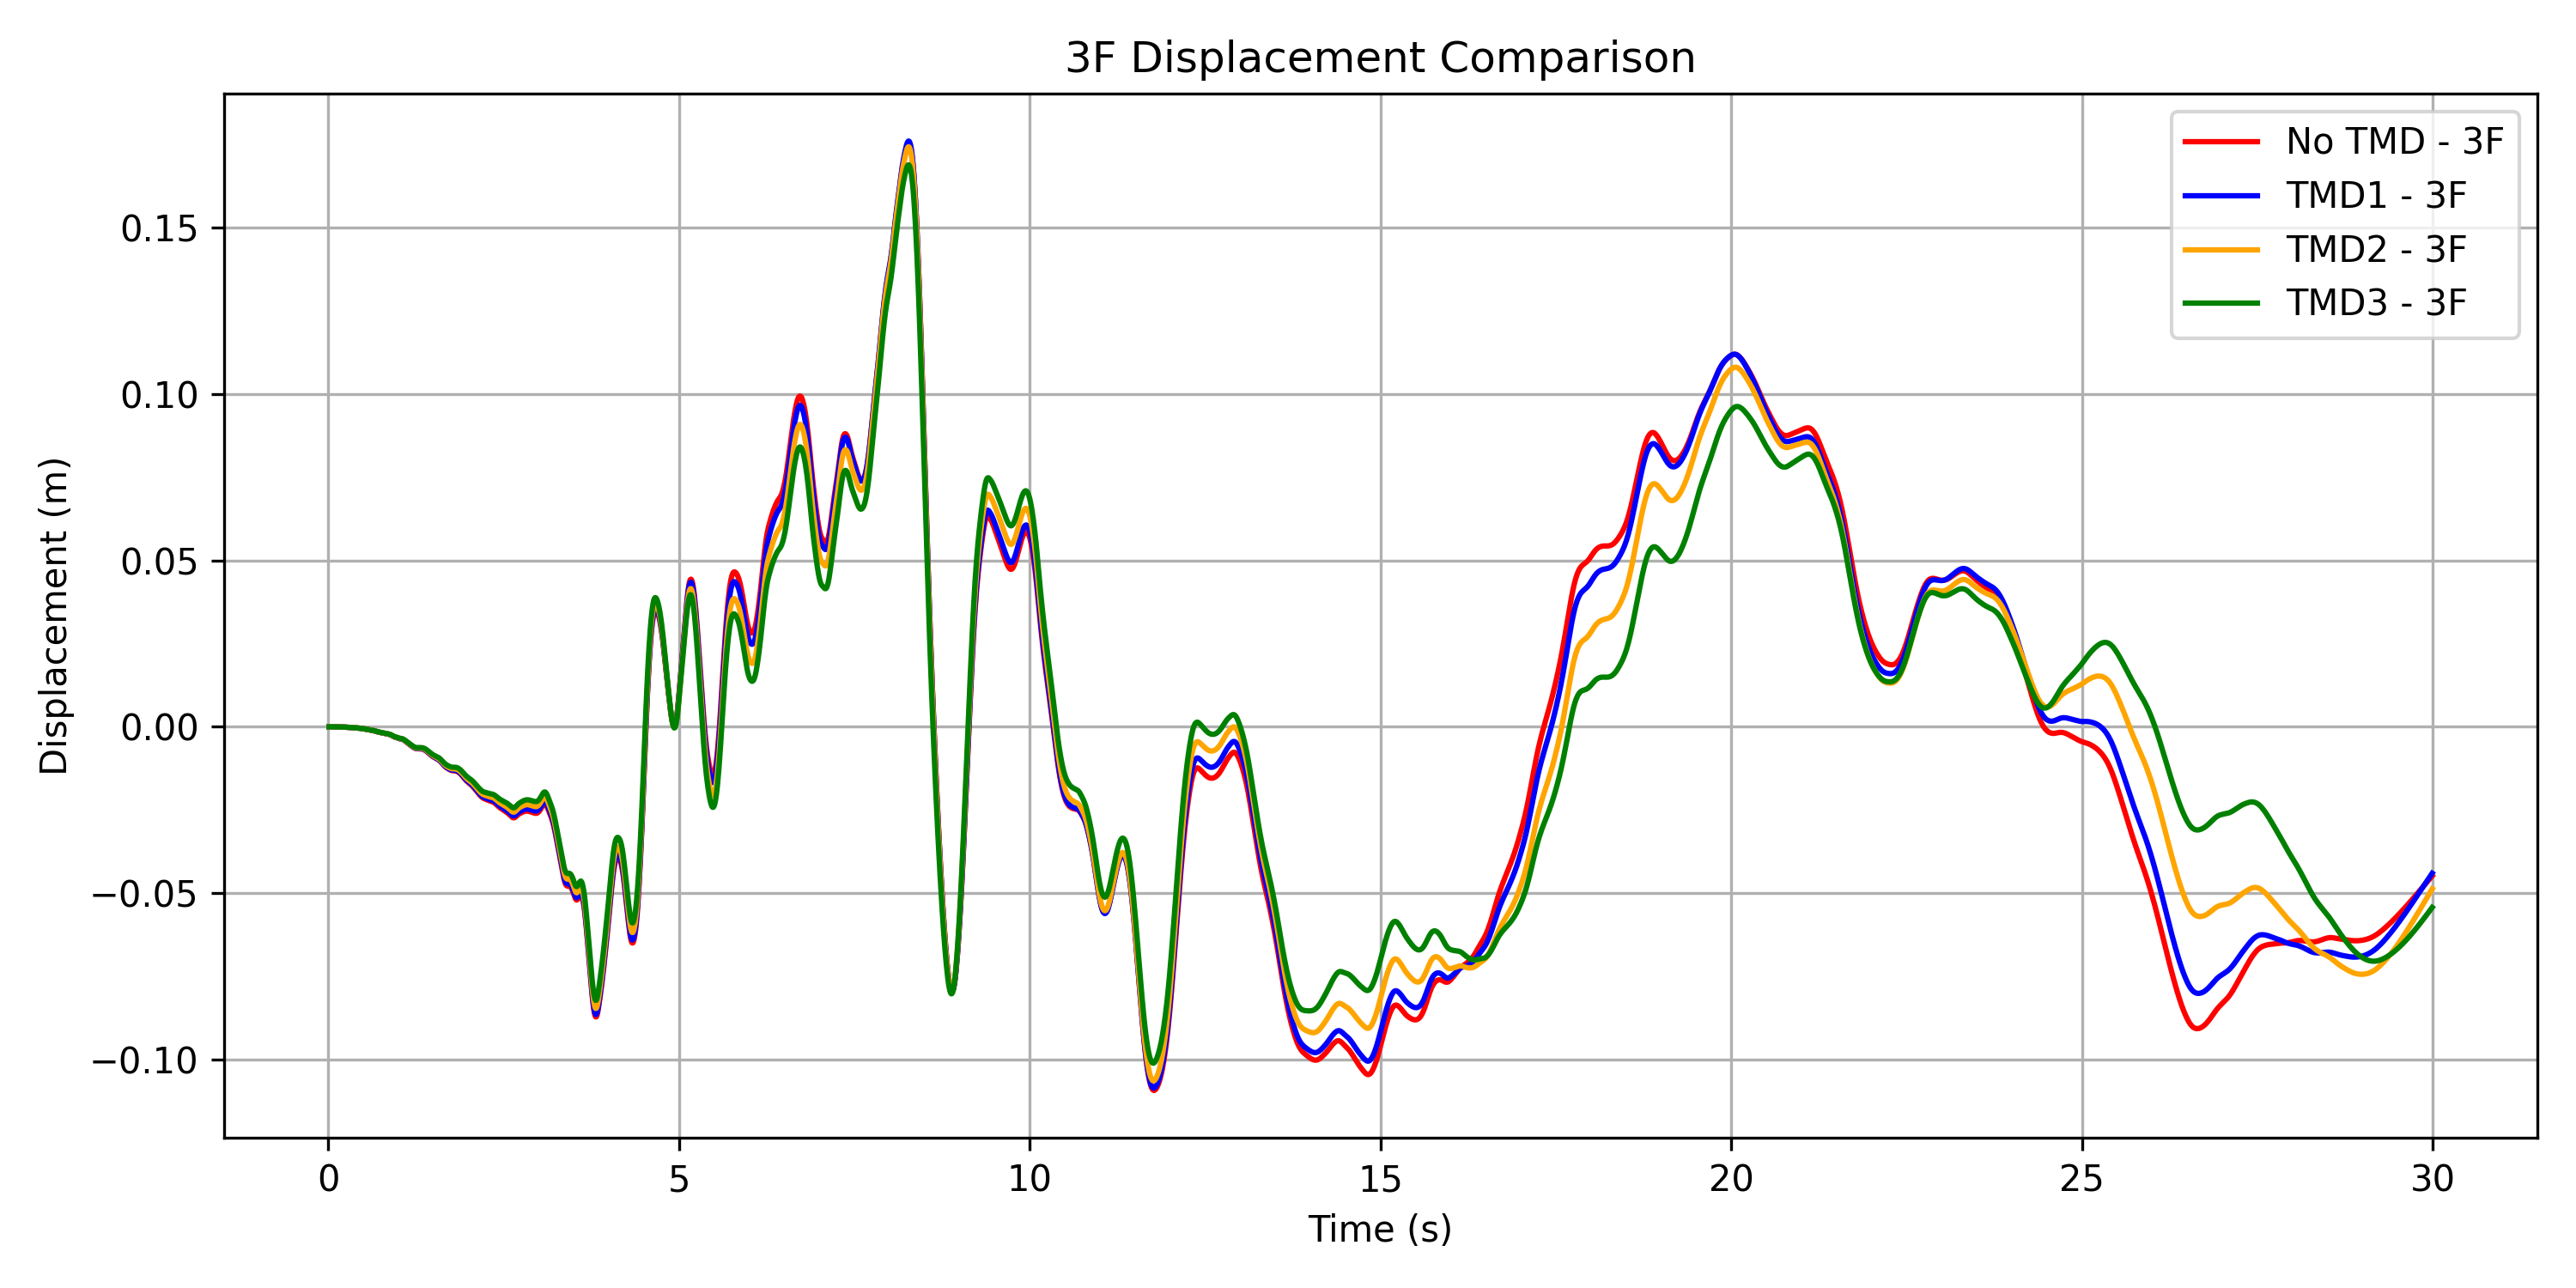 3F Displacement Comparison
No TMD - 3F
TMD1 - 3F
TMD2 - 3F
TMD3 - 3F
Displacement (m)
0.15
0.10
0.05
0.00
−0.05
−0.10
0 5 10 15 20 25 30
Time (s)